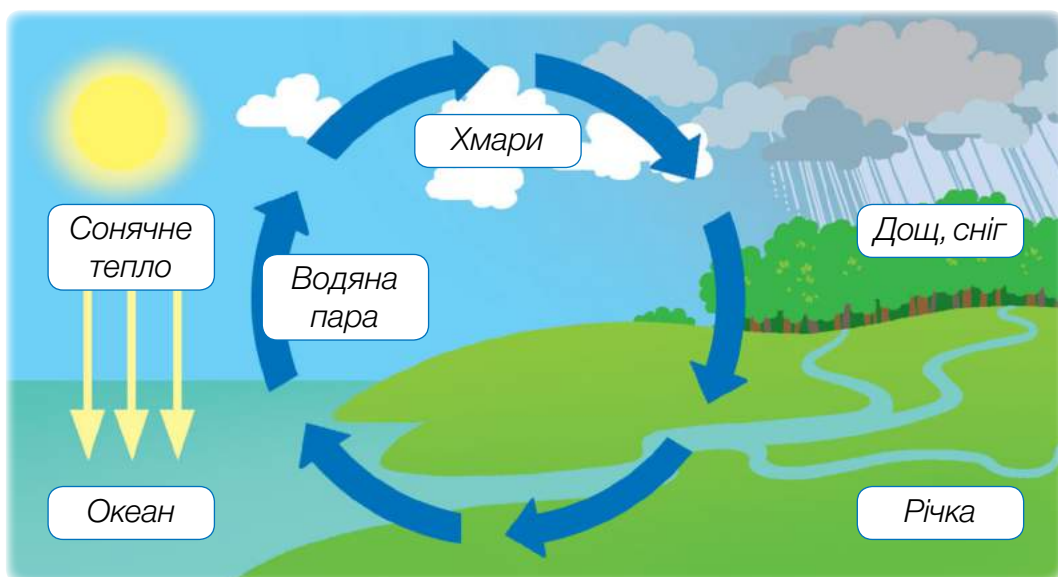 Хмари
Сонячне
тепло
Водяна
пара
Дощ, сніг
Океан
Річка